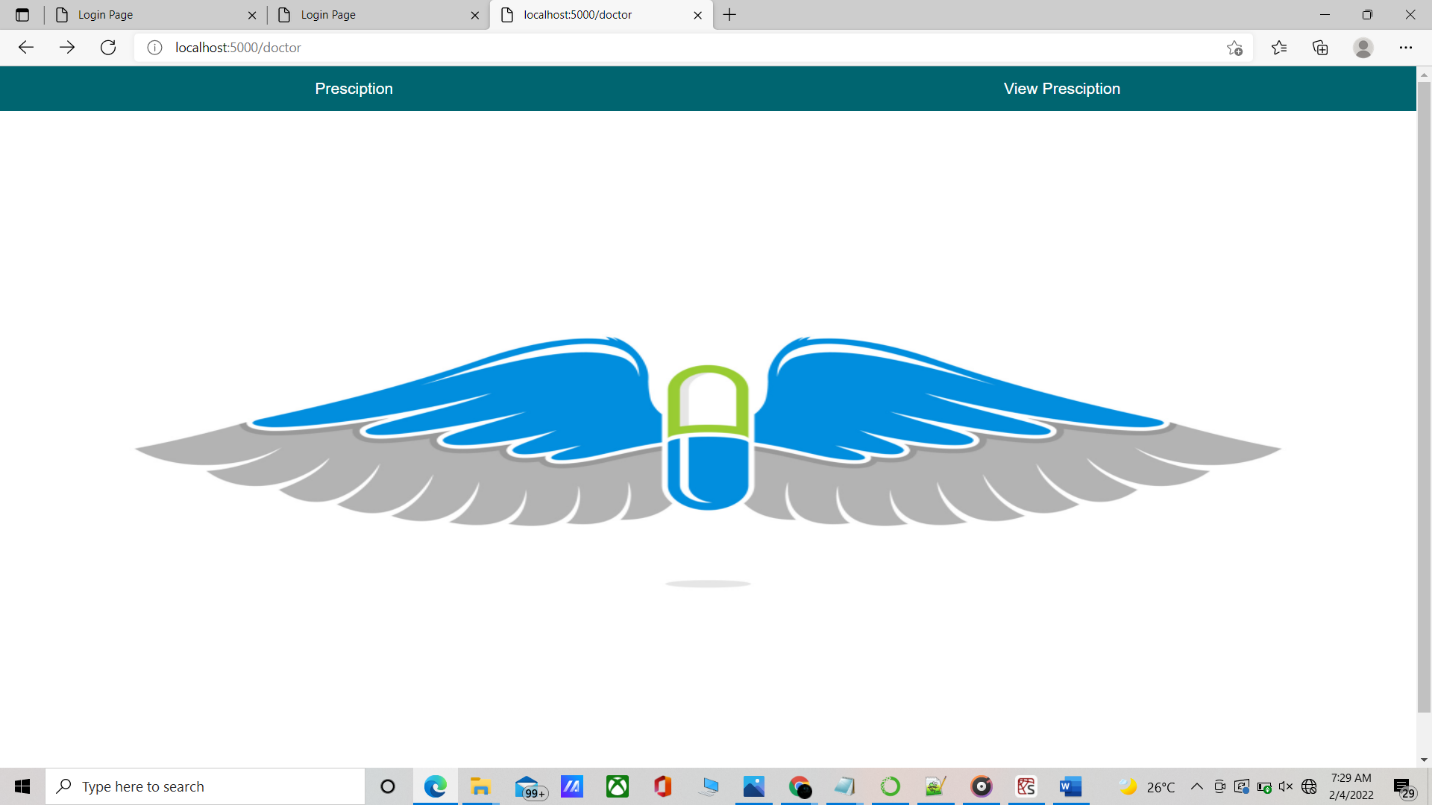 Login Page
Login Page
localhost:5000/doctor
localhost:5000/doctor
Presciption
View Presciption
Type here to search
99+
26°C
7:29 AM
2/4/2022
29